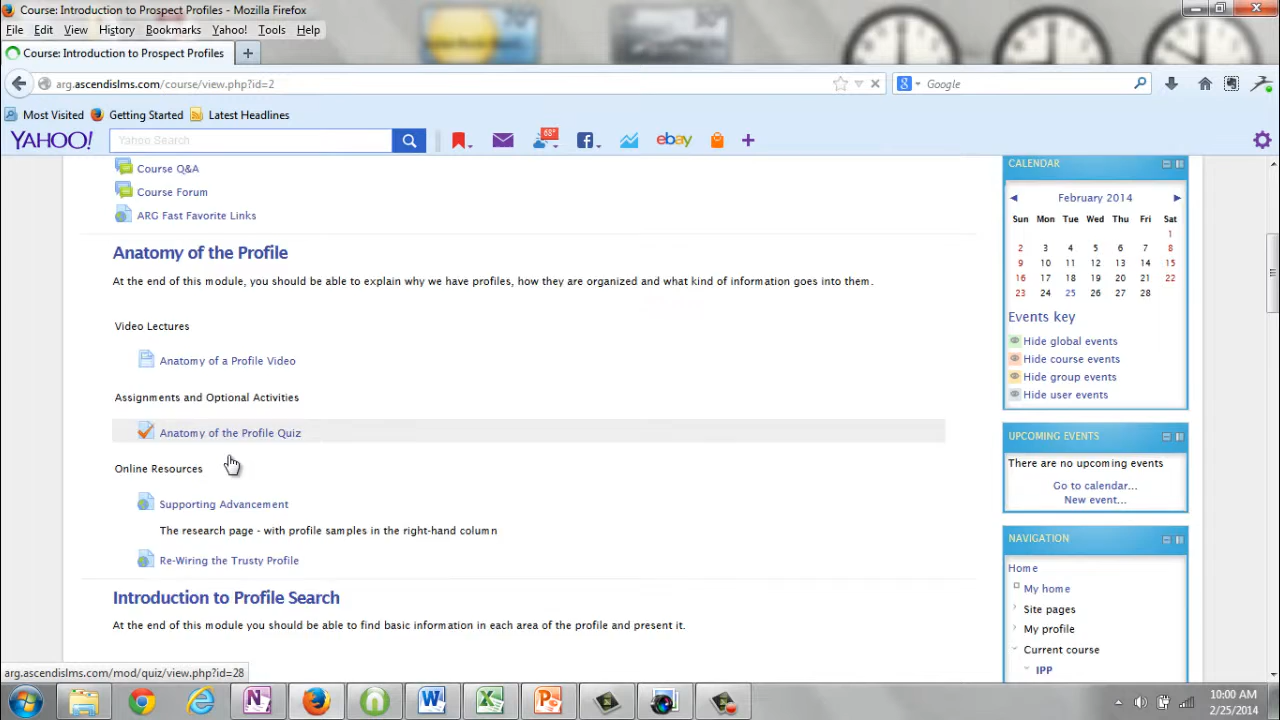 Course: Introduction to Prospect Profiles - Mozilla Firefox
File Edit View History Bookmarks Yahoo! Tools Help
Course: Introduction to Prospect Profiles
arg.ascendislms.com/course/view.php?id=2
Google
Most Visited Getting Started Latest Headlines
YAHOO! Yahoo Search 68° ebay
Course Q&A
Course Forum
ARG Fast Favorite Links
Anatomy of the Profile
At the end of this module, you should be able to explain why we have profiles, how they are organized and what kind of information goes into them.
Video Lectures
Anatomy of a Profile Video
Assignments and Optional Activities
Anatomy of the Profile Quiz
Online Resources
Supporting Advancement
The research page - with profile samples in the right-hand column
Re-Wiring the Trusty Profile
Introduction to Profile Search
At the end of this module you should be able to find basic information in each area of the profile and present it.
CALENDAR
February 2014
Sun Mon Tue Wed Thu Fri Sat
1
2 3 4 5 6 7 8
9 10 11 12 13 14 15
16 17 18 19 20 21 22
23 24 25 26 27 28
Events key
Hide global events
Hide course events
Hide group events
Hide user events
UPCOMING EVENTS
There are no upcoming events
Go to calendar...
New event...
NAVIGATION
Home
My home
Site pages
My profile
Current course
IPP
arg.ascendislms.com/mod/quiz/view.php?id=28
10:00 AM
2/25/2014